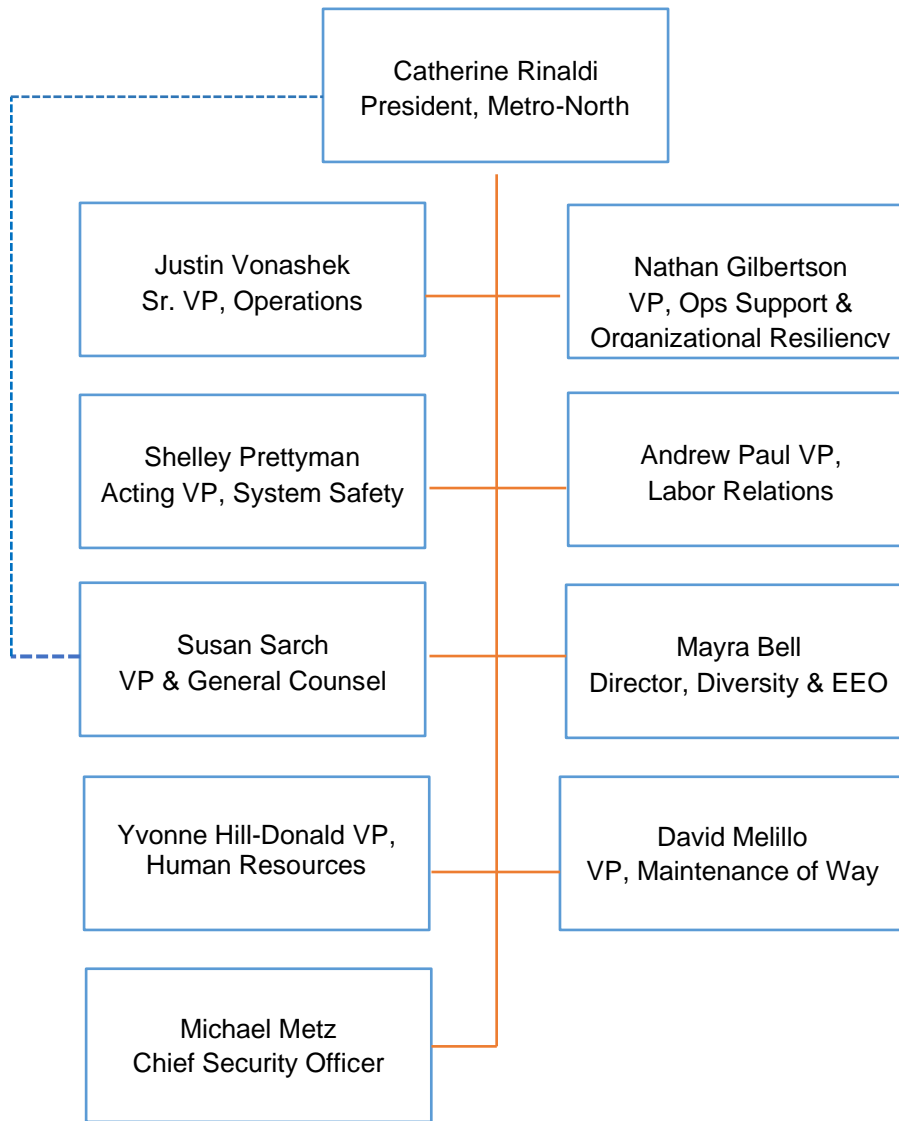 Catherine Rinaldi
President, Metro-North
Justin Vonashek
Sr. VP, Operations
Nathan Gilbertson
VP, Ops Support &
Organizational Resiliency
Shelley Prettyman
Acting VP, System Safety
Andrew Paul VP,
Labor Relations
Susan Sarch
VP & General Counsel
Mayra Bell
Director, Diversity & EEO
Yvonne Hill-Donald VP,
Human Resources
David Melillo
VP, Maintenance of Way
Michael Metz
Chief Security Officer